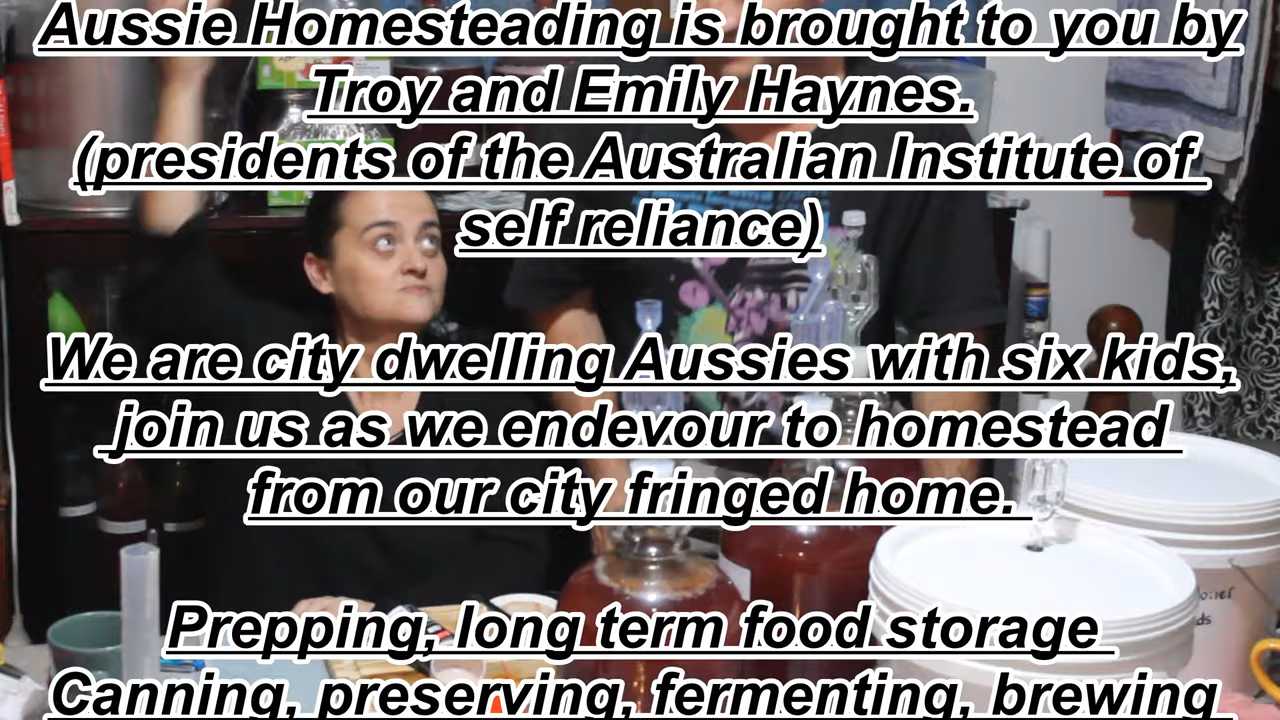 Aussie Homesteading is brought to you by
Troy and Emily Haynes.
(presidents of the Australian Institute of
self reliance)
We are city dwelling Aussies with six kids,
join us as we endevour to homestead
from our city fringed home.
Prepping, long term food storage
Canning, preserving, fermenting, brewing